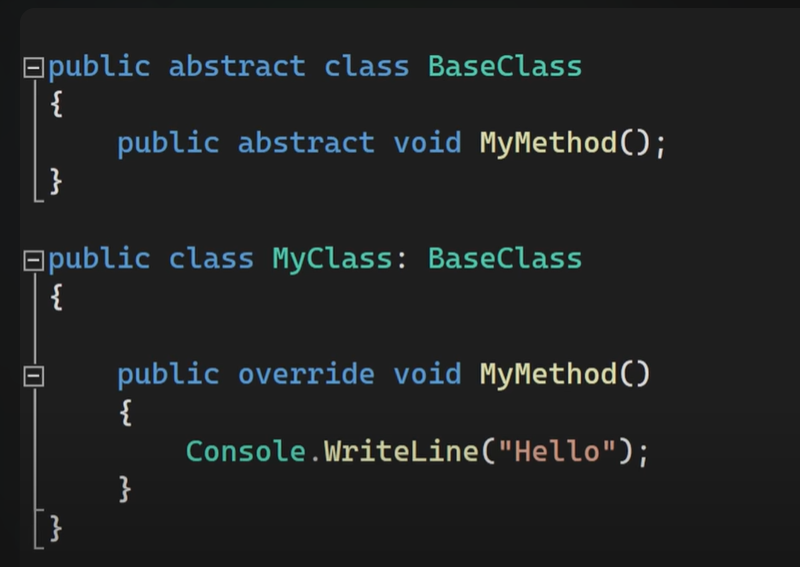 public abstract class BaseClass
{
    public abstract void MyMethod();
}
public class MyClass: BaseClass
{
    public override void MyMethod()
    {
        Console.WriteLine("Hello");
    }
}